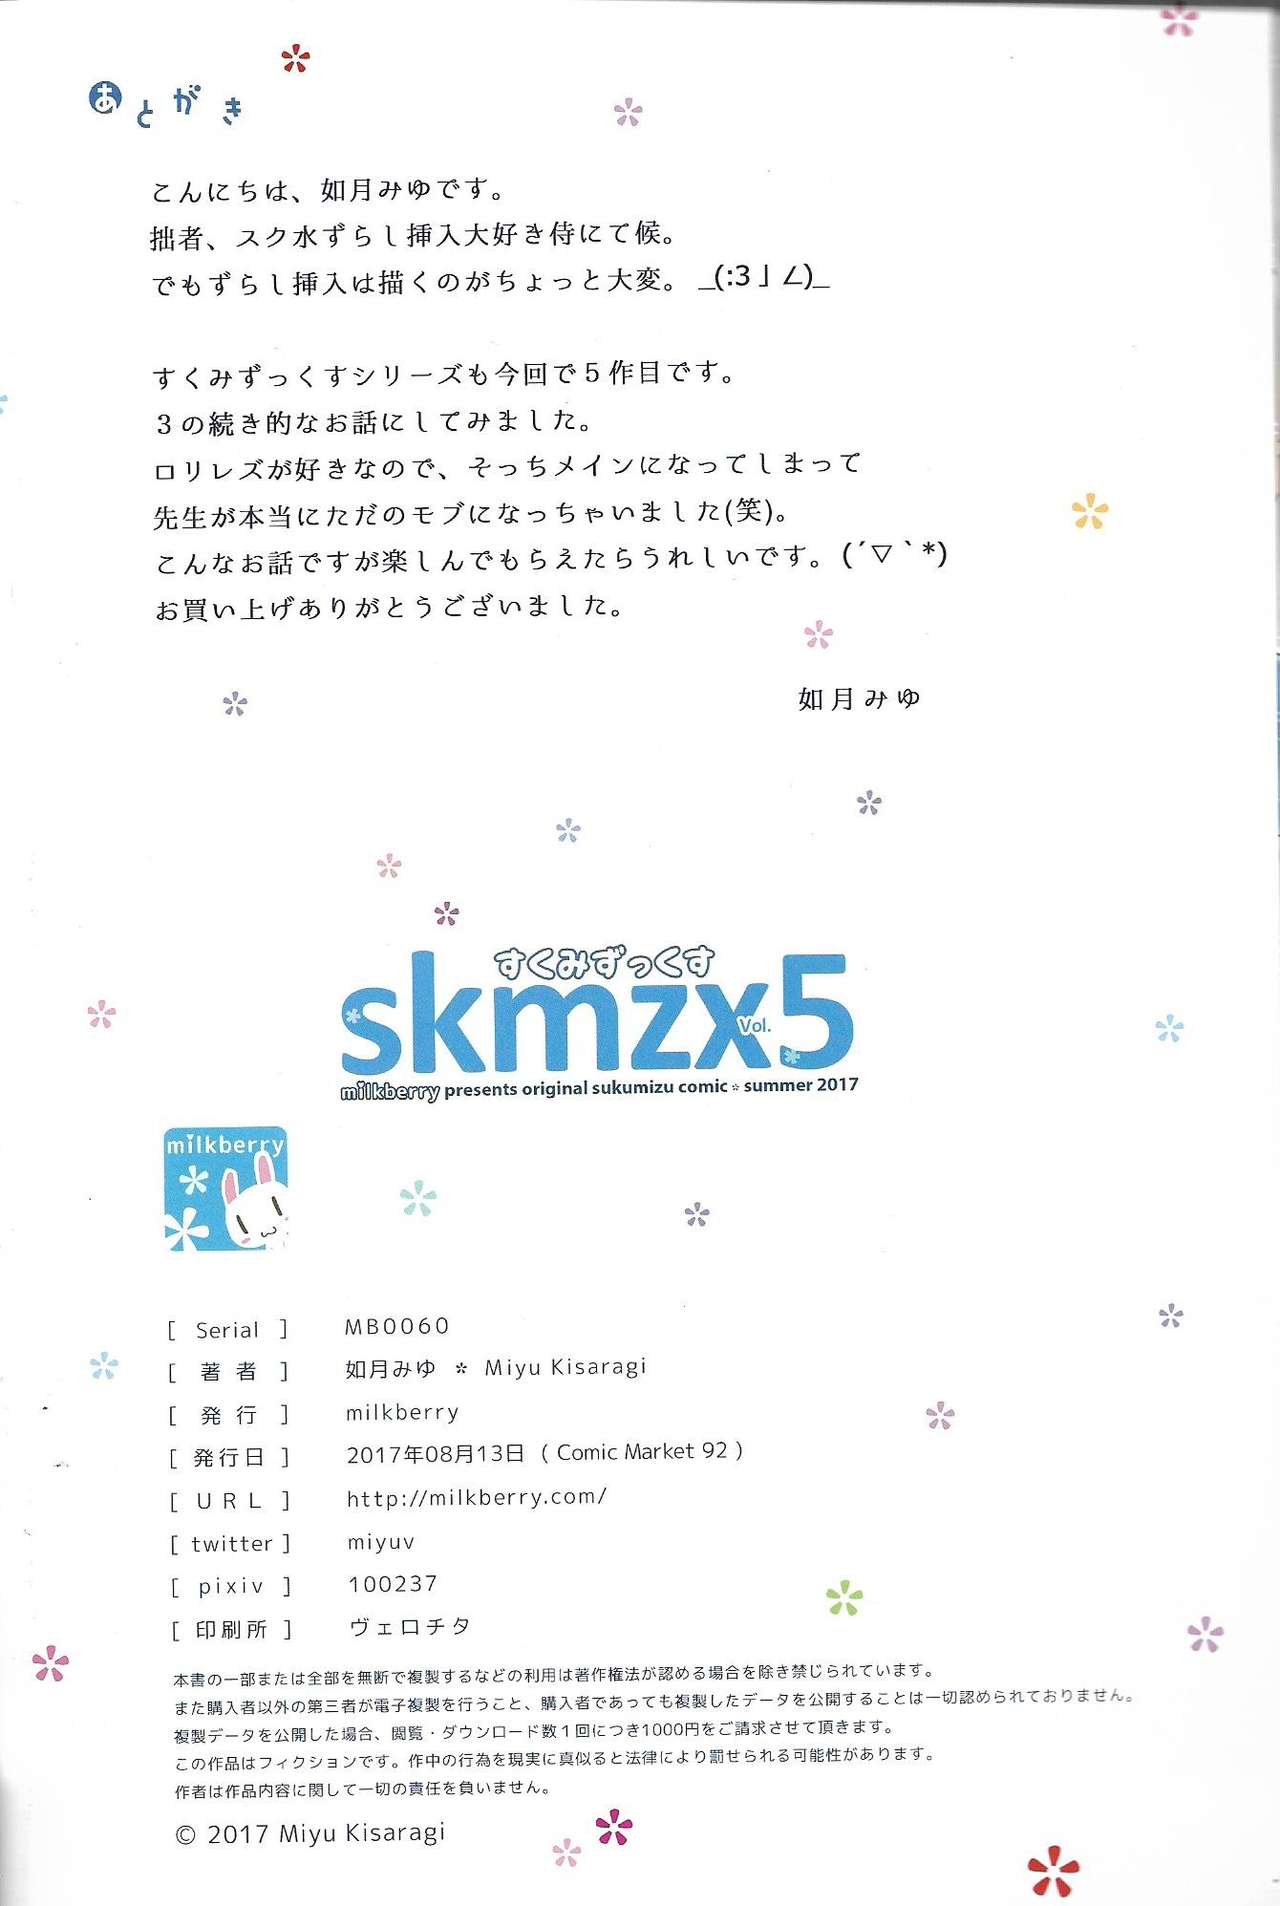 あとがき
こんにちは、如月みゆです。
拙者、スク水ずらし挿入大好き侍にて候。
でもずらし挿入は描くのがちょっと大変。 _(:3」∠)_
すくみずっくすシリーズも今回で５作目です。
３の続き的なお話にしてみました。
ロリレズが好きなので、そっちメインになってしまって
先生が本当にただのモブになっちゃいました(笑)。
こんなお話ですが楽しんでもらえたらうれしいです。(´▽｀*)
お買い上げありがとうございました。
如月みゆ
すくみずっくす
skmzx Vol. 5
milkberry presents original sukumizu comic * summer 2017
milkberry
[ Serial ] MB0060
[ 著者 ] 如月みゆ * Miyu Kisaragi
[ 発行 ] milkberry
[ 発行日 ] 2017年08月13日 ( Comic Market 92 )
[ URL ] http://milkberry.com/
[ twitter ] miyuv
[ pixiv ] 100237
[ 印刷所 ] ヴェロチタ
本書の一部または全部を無断で複製するなどの利用は著作権法が認める場合を除き禁じられています。
また購入者以外の第三者が電子複製を行うこと、購入者であっても複製したデータを公開することは一切認められておりません。
複製データを公開した場合、閲覧・ダウンロード数１回につき1000円をご請求させて頂きます。
この作品はフィクションです。作中の行為を現実に真似ると法律により罰せられる可能性があります。
作者は作品内容に関して一切の責任を負いません。
© 2017 Miyu Kisaragi